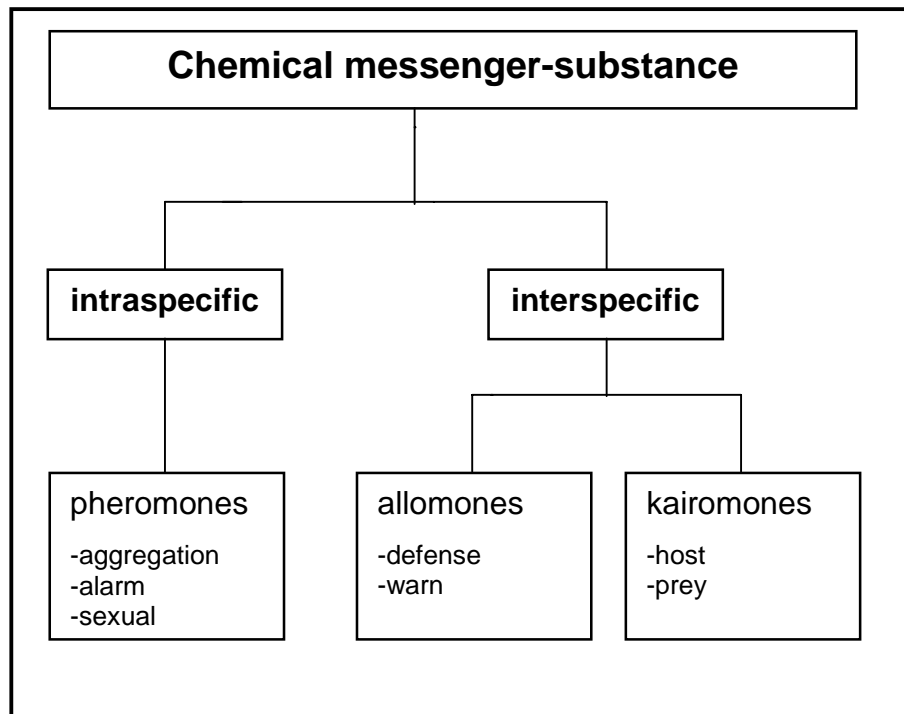 Chemical messenger-substance
intraspecific
interspecific
pheromones
-aggregation
-alarm
-sexual
allomones
-defense
-warn
kairomones
-host
-prey